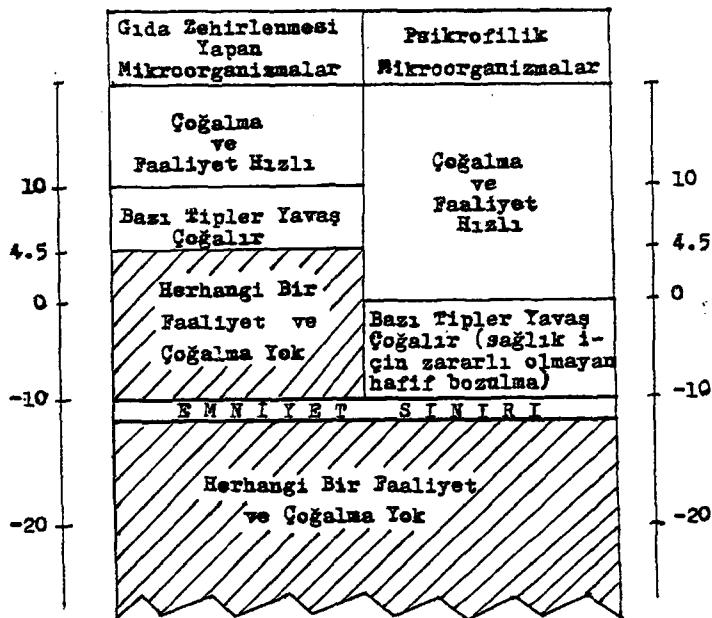 Gıda Zehirlenmesi
Yapan
Mikroorganizmalar
Psikrofilik
Mikroorganizmalar
Çoğalma
ve
Faaliyet Hızlı
Çoğalma
ve
Faaliyet
Hızlı
10
10
Bazı Tipler Yavaş
Çoğalır
4.5
4.5
Herhangi Bir
Faaliyet ve
Çoğalma Yok
0
0
Bazı Tipler Yavaş
Çoğalır (sağlık i-
çin zararlı olmayan
hafif bozulma)
-10
-10
EMNİYET SINIRI
Herhangi Bir Faaliyet
ve Çoğalma Yok
-20
-20